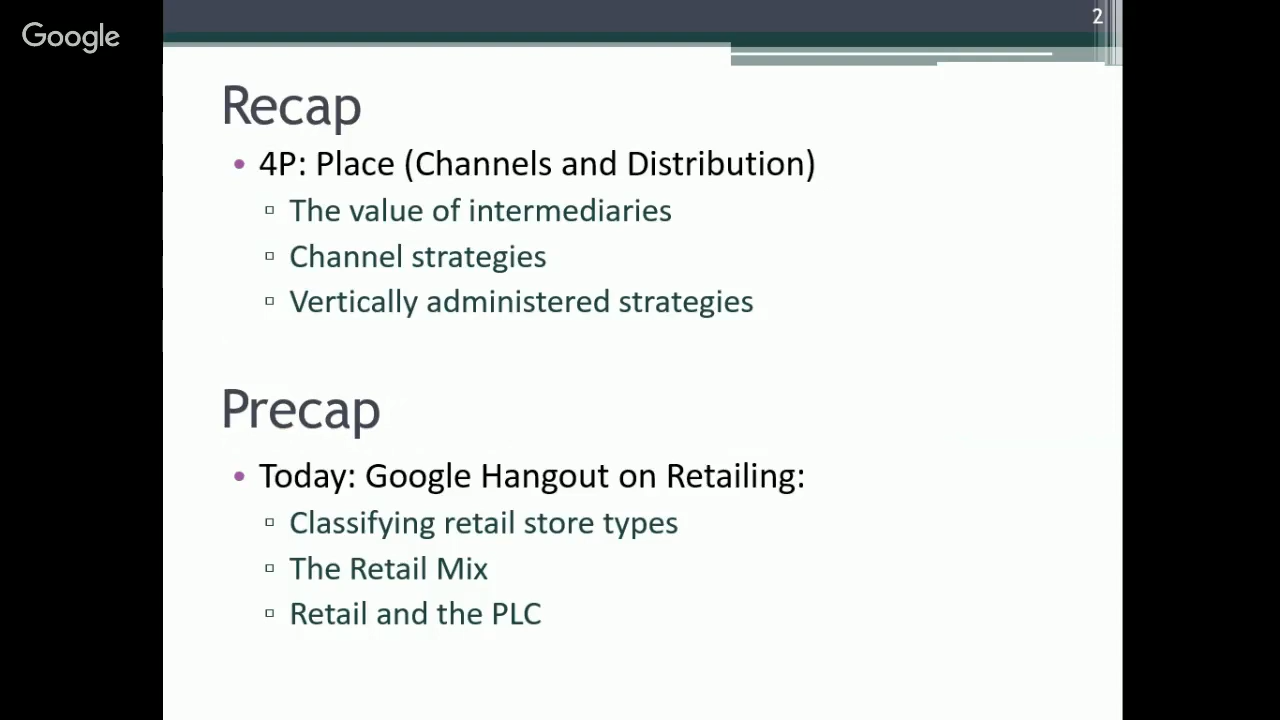 Google
2
Recap
• 4P: Place (Channels and Distribution)
▫ The value of intermediaries
▫ Channel strategies
▫ Vertically administered strategies
Precap
• Today: Google Hangout on Retailing:
▫ Classifying retail store types
▫ The Retail Mix
▫ Retail and the PLC